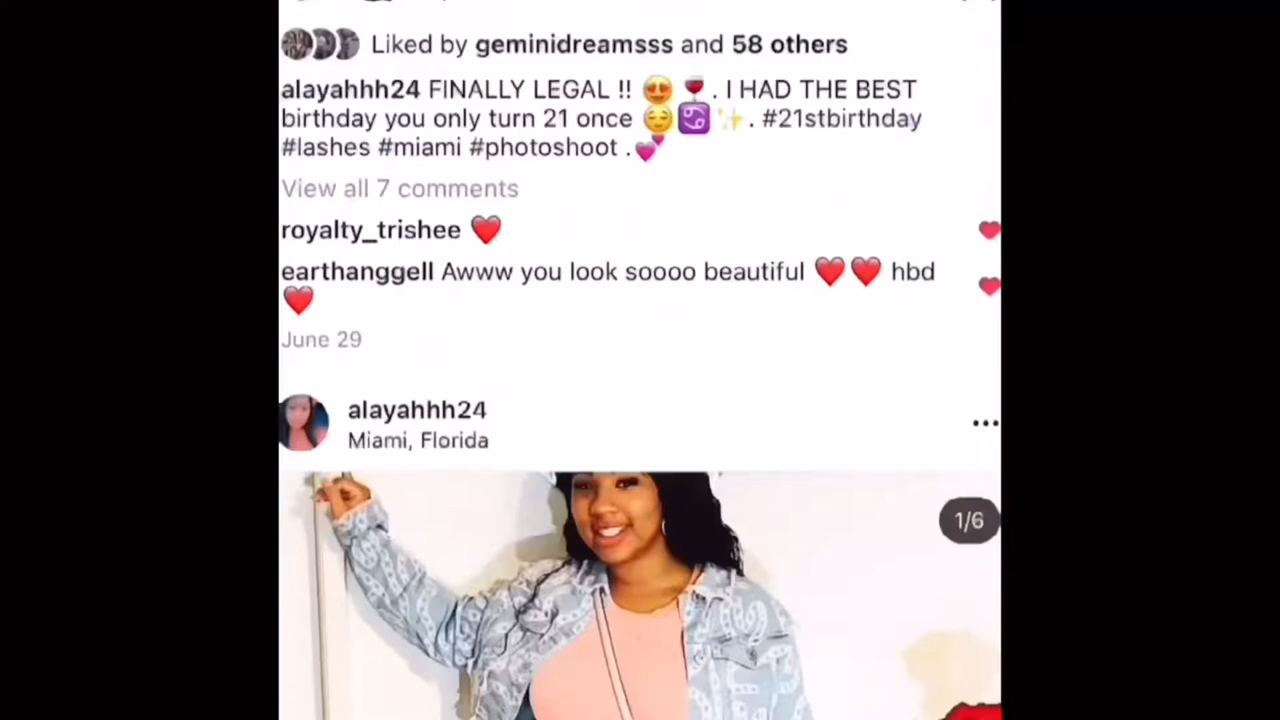 Liked by geminidreamsss and 58 others
alayahhh24 FINALLY LEGAL !! 😍🍷. I HAD THE BEST
birthday you only turn 21 once 😌♋✨. #21stbirthday
#lashes #miami #photoshoot .💕
View all 7 comments
royalty_trishee ❤️
earthanggell Awww you look soooo beautiful ❤️❤️ hbd
❤️
June 29
alayahhh24
Miami, Florida
1/6